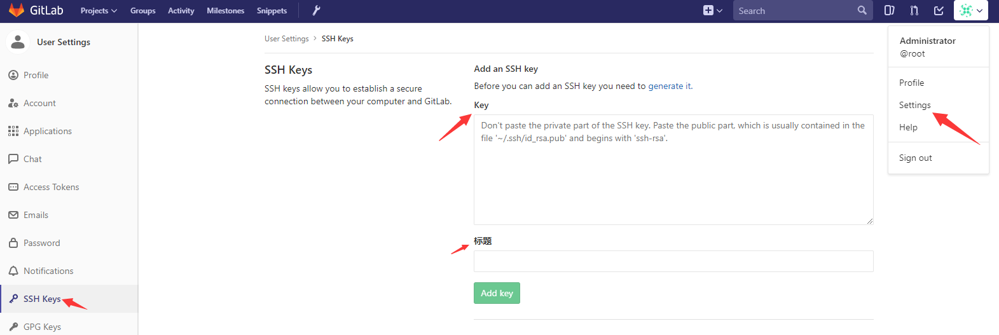 GitLab Projects Groups Activity Milestones Snippets Search
Administrator
@root
Profile
Settings
Help
Sign out
User Settings
Profile
Account
Applications
Chat
Access Tokens
Emails
Password
Notifications
SSH Keys
GPG Keys
User Settings > SSH Keys
SSH Keys
SSH keys allow you to establish a secure
connection between your computer and GitLab.
Add an SSH key
Before you can add an SSH key you need to generate it.
Key
Don't paste the private part of the SSH key. Paste the public part, which is usually contained in the
file '~/.ssh/id_rsa.pub' and begins with 'ssh-rsa'.
标题
Add key